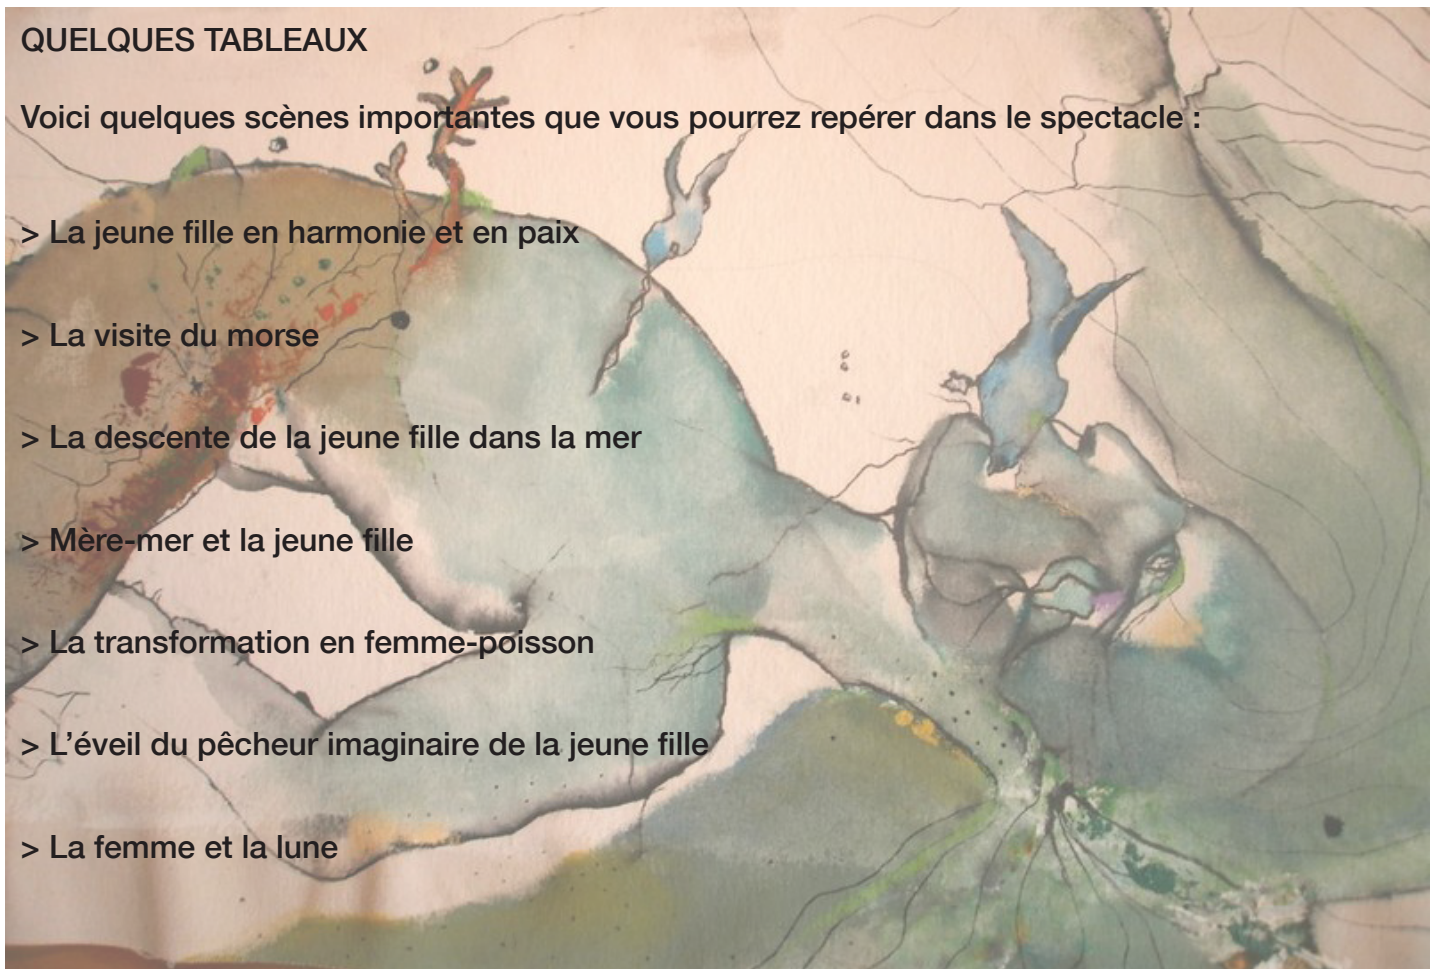 QUELQUES TABLEAUX
Voici quelques scènes importantes que vous pourrez repérer dans le spectacle :
> La jeune fille en harmonie et en paix
> La visite du morse
> La descente de la jeune fille dans la mer
> Mère-mer et la jeune fille
> La transformation en femme-poisson
> L’éveil du pêcheur imaginaire de la jeune fille
> La femme et la lune